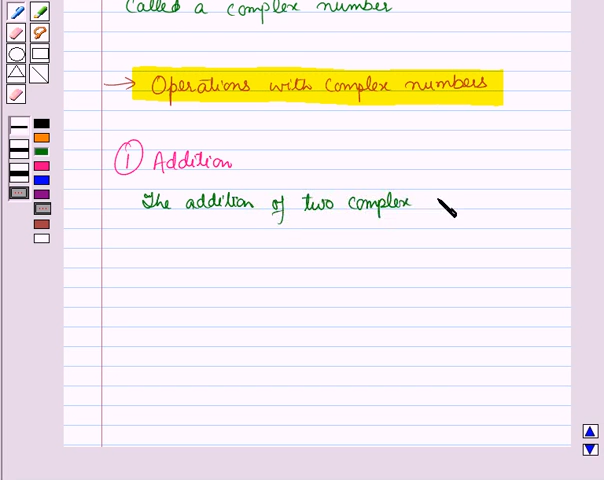 Called a complex number
→ Operations with complex numbers
① Addition
The addition of two complex